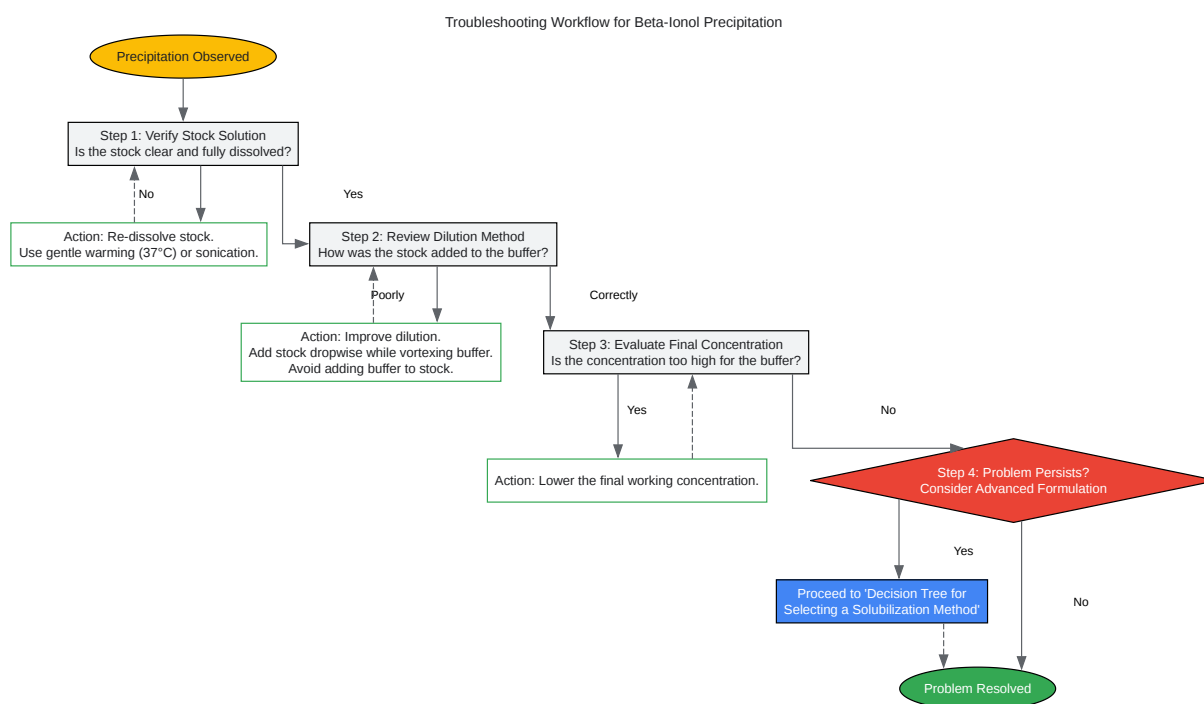 Troubleshooting Workflow for Beta-Ionol Precipitation
Precipitation Observed
Step 1: Verify Stock Solution
Is the stock clear and fully dissolved?
No
Yes
Action: Re-dissolve stock.
Use gentle warming (37°C) or sonication.
Step 2: Review Dilution Method
How was the stock added to the buffer?
Poorly
Correctly
Action: Improve dilution.
Add stock dropwise while vortexing buffer.
Avoid adding buffer to stock.
Step 3: Evaluate Final Concentration
Is the concentration too high for the buffer?
Yes
No
Action: Lower the final working concentration.
Step 4: Problem Persists?
Consider Advanced Formulation
Yes
No
Proceed to 'Decision Tree for
Selecting a Solubilization Method'
Problem Resolved